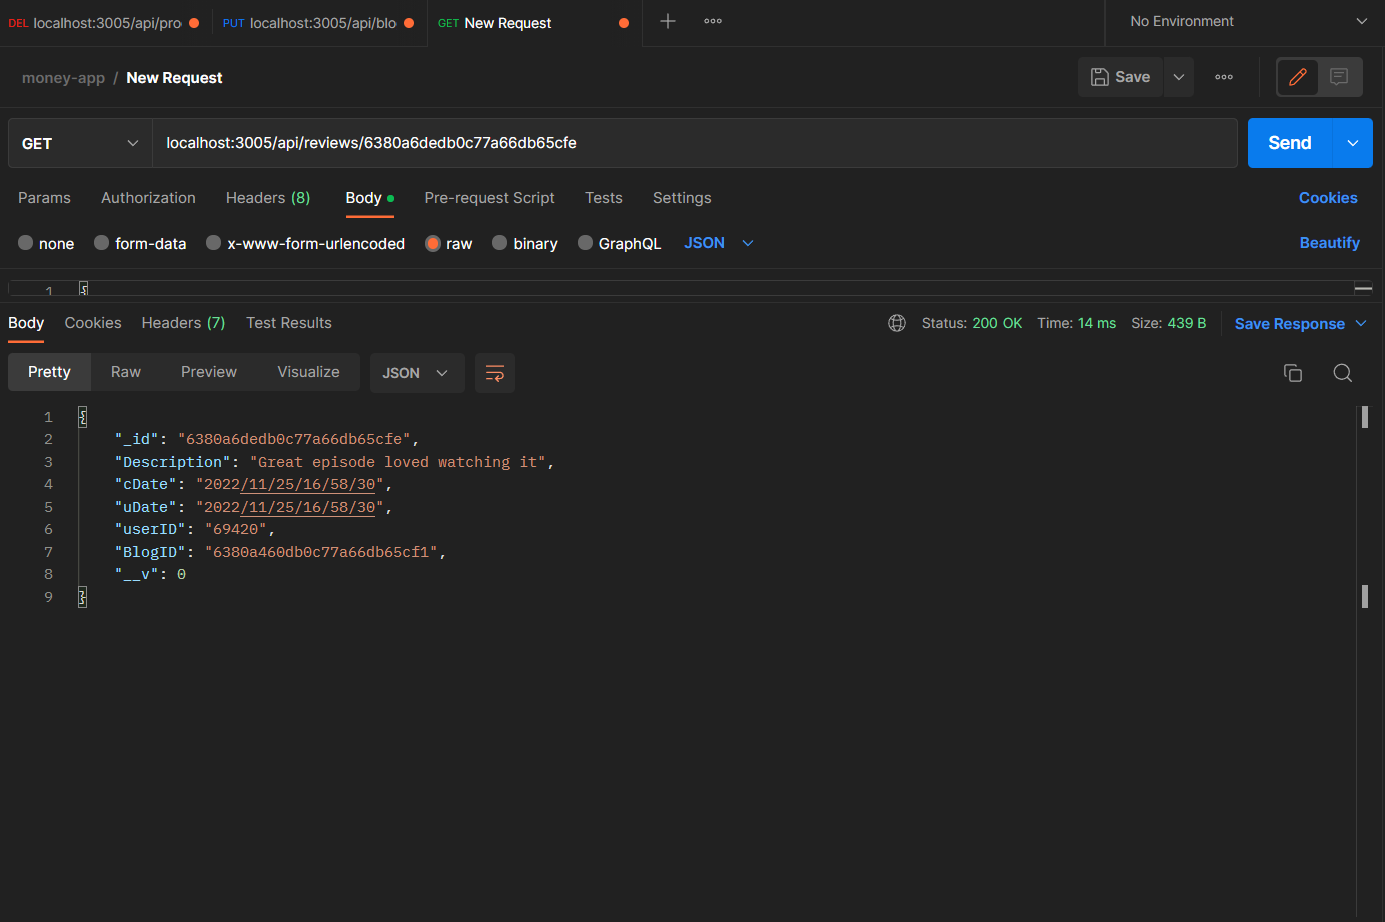 DEL localhost:3005/api/pro PUT localhost:3005/api/blo GET New Request No Environment
money-app / New Request Save
GET localhost:3005/api/reviews/6380a6dedb0c77a66db65cfe Send
Params Authorization Headers (8) Body Pre-request Script Tests Settings Cookies
none form-data x-www-form-urlencoded raw binary GraphQL JSON Beautify
1 {
Body Cookies Headers (7) Test Results Status: 200 OK Time: 14 ms Size: 439 B Save Response
Pretty Raw Preview Visualize JSON
1 {
2 "_id": "6380a6dedb0c77a66db65cfe",
3 "Description": "Great episode loved watching it",
4 "cDate": "2022/11/25/16/58/30",
5 "uDate": "2022/11/25/16/58/30",
6 "userID": "69420",
7 "BlogID": "6380a460db0c77a66db65cf1",
8 "__v": 0
9 }